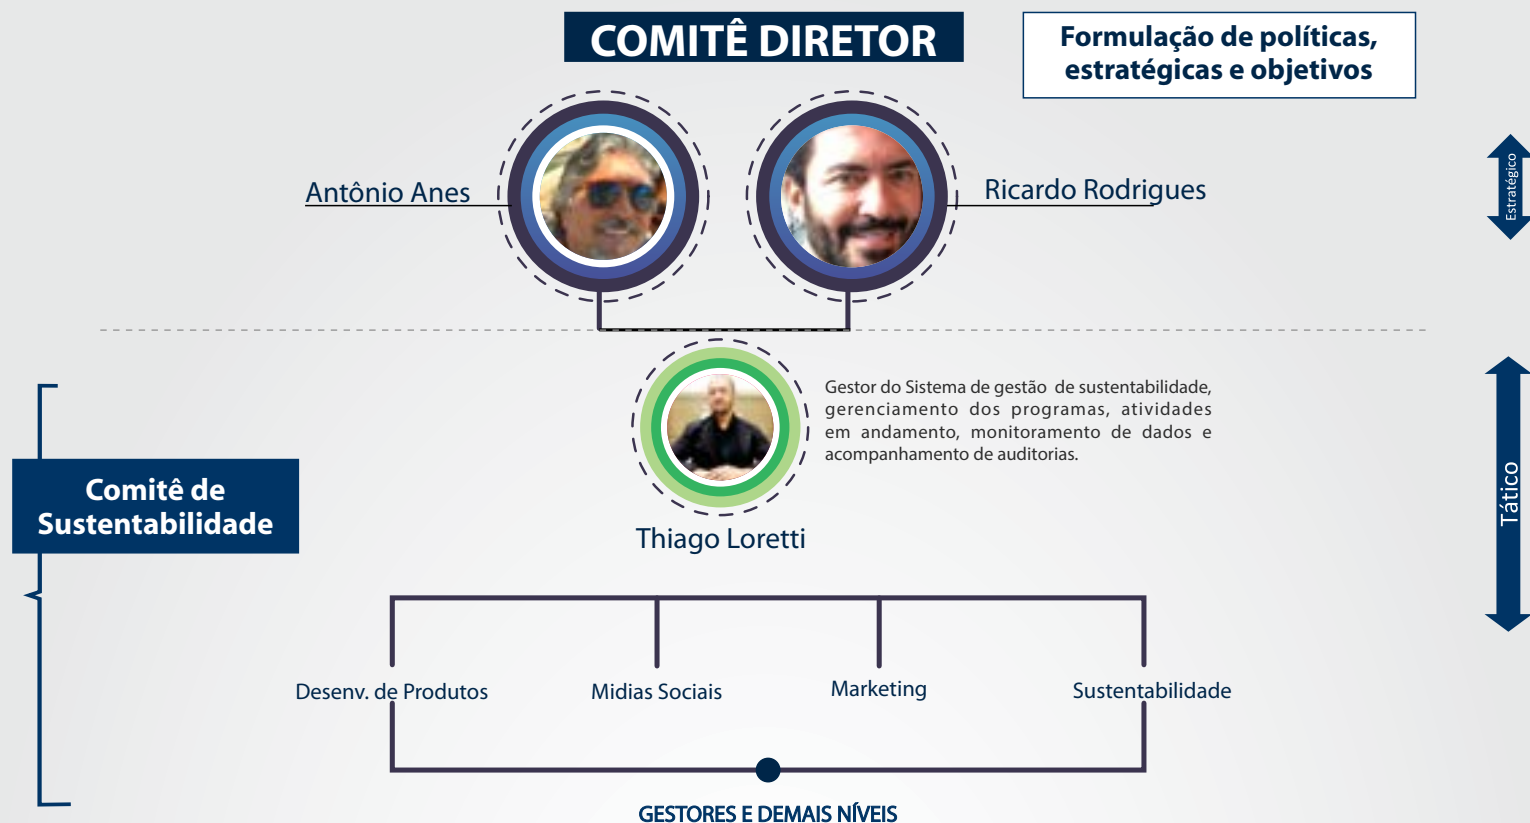 COMITÊ DIRETOR
Formulação de políticas,
estratégicas e objetivos
Antônio Anes
Ricardo Rodrigues
Estratégico
Gestor do Sistema de gestão de sustentabilidade,
gerenciamento dos programas, atividades
em andamento, monitoramento de dados e
acompanhamento de auditorias.
Comitê de
Sustentabilidade
Tático
Thiago Loretti
Desenv. de Produtos
Midias Sociais
Marketing
Sustentabilidade
GESTORES E DEMAIS NÍVEIS